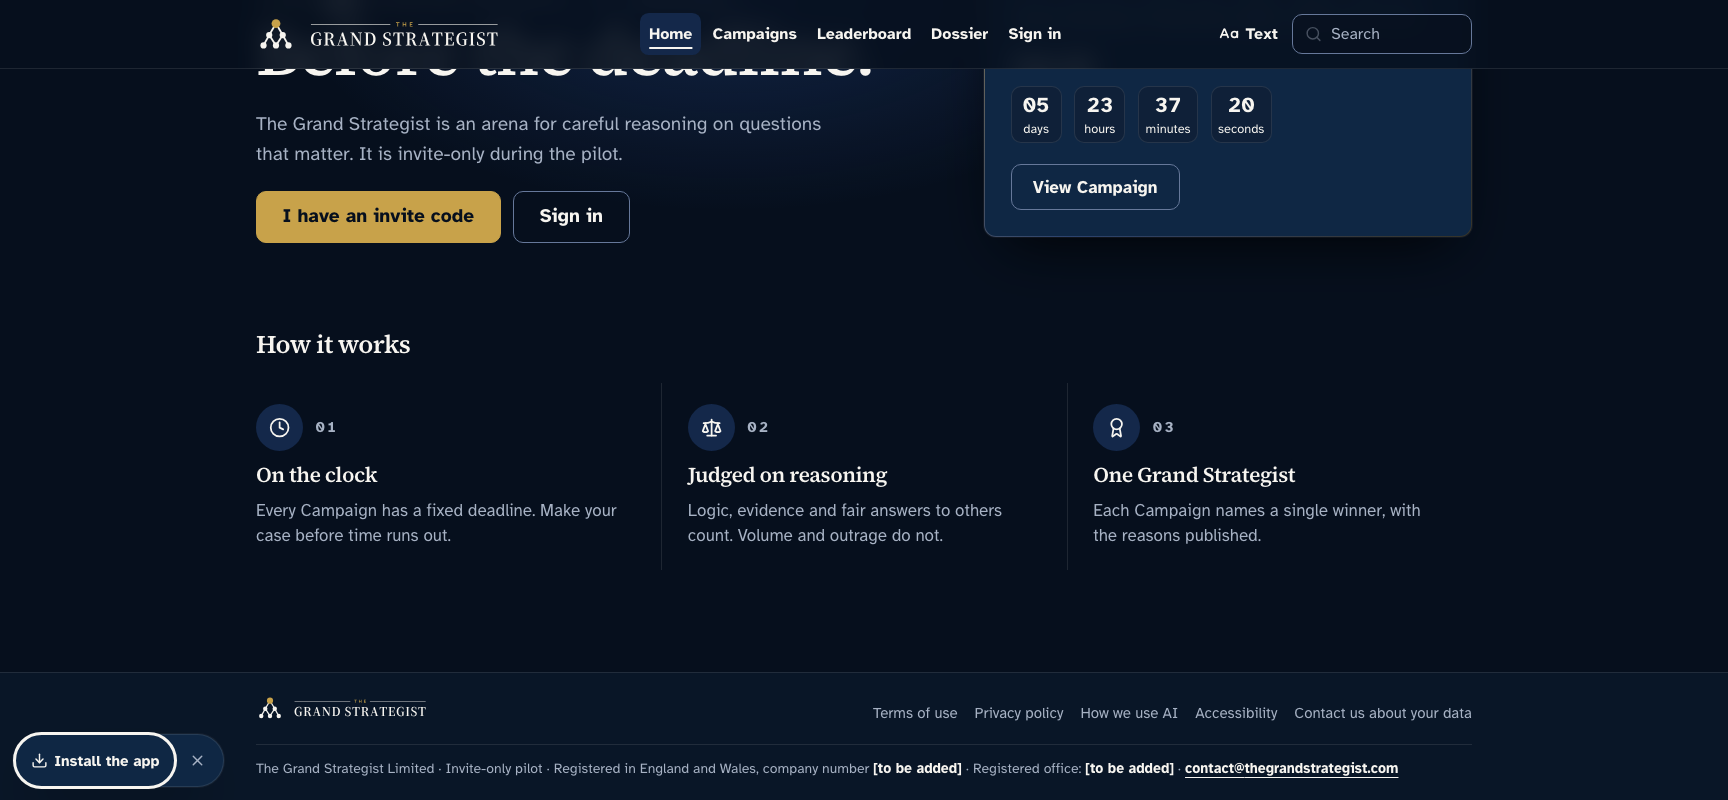 THE
GRAND STRATEGIST
Home
Campaigns
Leaderboard
Dossier
Sign in
Aa Text
Search
Before the deadline.
The Grand Strategist is an arena for careful reasoning on questions
that matter. It is invite-only during the pilot.
I have an invite code
Sign in
05 days
23 hours
37 minutes
20 seconds
View Campaign
How it works
01
On the clock
Every Campaign has a fixed deadline. Make your
case before time runs out.
02
Judged on reasoning
Logic, evidence and fair answers to others
count. Volume and outrage do not.
03
One Grand Strategist
Each Campaign names a single winner, with
the reasons published.
THE
GRAND STRATEGIST
Terms of use
Privacy policy
How we use AI
Accessibility
Contact us about your data
Install the app
The Grand Strategist Limited · Invite-only pilot · Registered in England and Wales, company number [to be added] · Registered office: [to be added] · contact@thegrandstrategist.com